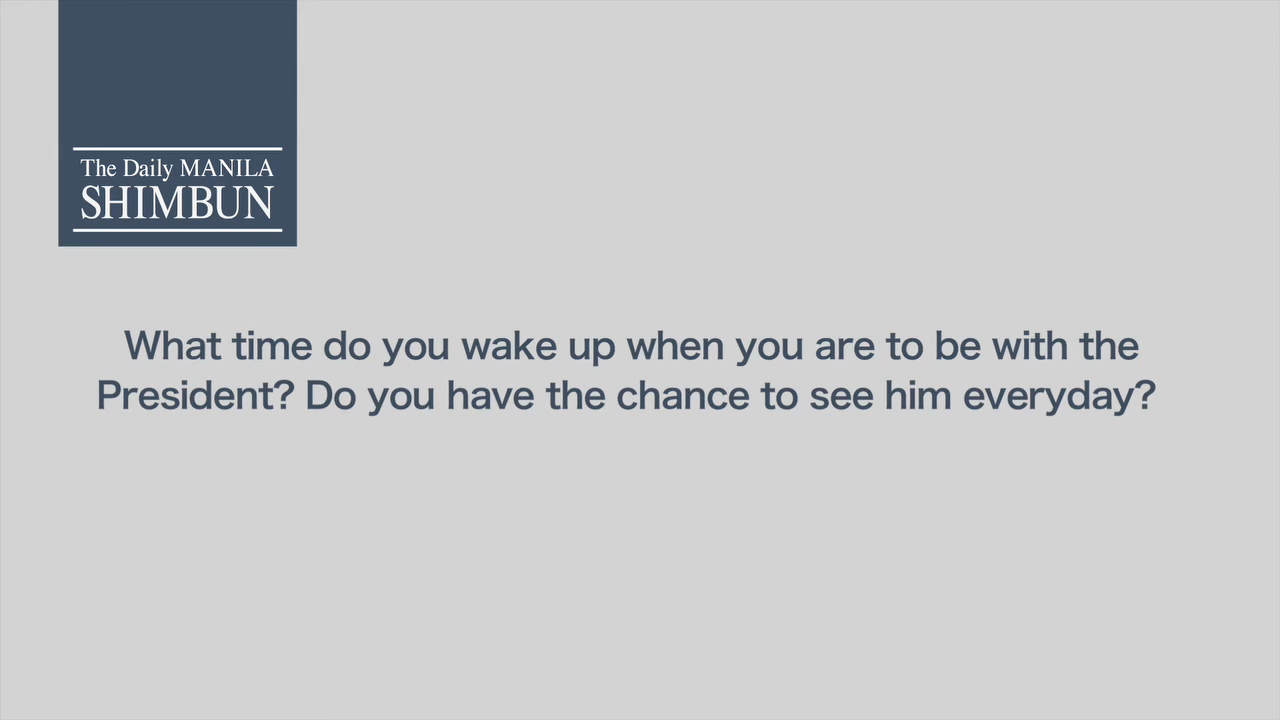 The Daily MANILA
SHIMBUN
What time do you wake up when you are to be with the
President? Do you have the chance to see him everyday?